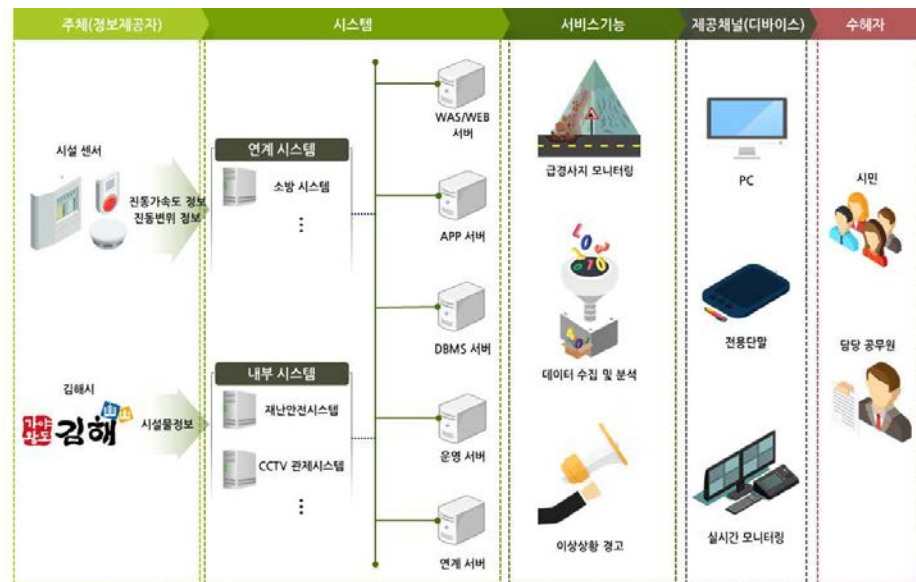 주체(정보제공자)
시스템
서비스기능
제공채널(디바이스)
수혜자
시설 센서
진동가속도 정보
진동변위 정보
김해시
가야
왕도
김해
시설물정보
연계 시스템
소방 시스템
내부 시스템
재난안전시스템
CCTV 관제시스템
WAS/WEB
서버
APP 서버
DBMS 서버
운영 서버
연계 서버
급경사지 모니터링
데이터 수집 및 분석
이상상황 경고
PC
전용단말
실시간 모니터링
시민
담당 공무원